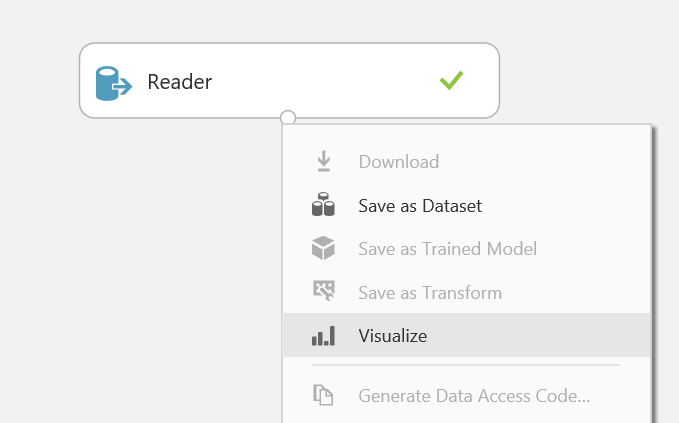 Reader
Download
Save as Dataset
Save as Trained Model
Save as Transform
Visualize
Generate Data Access Code...